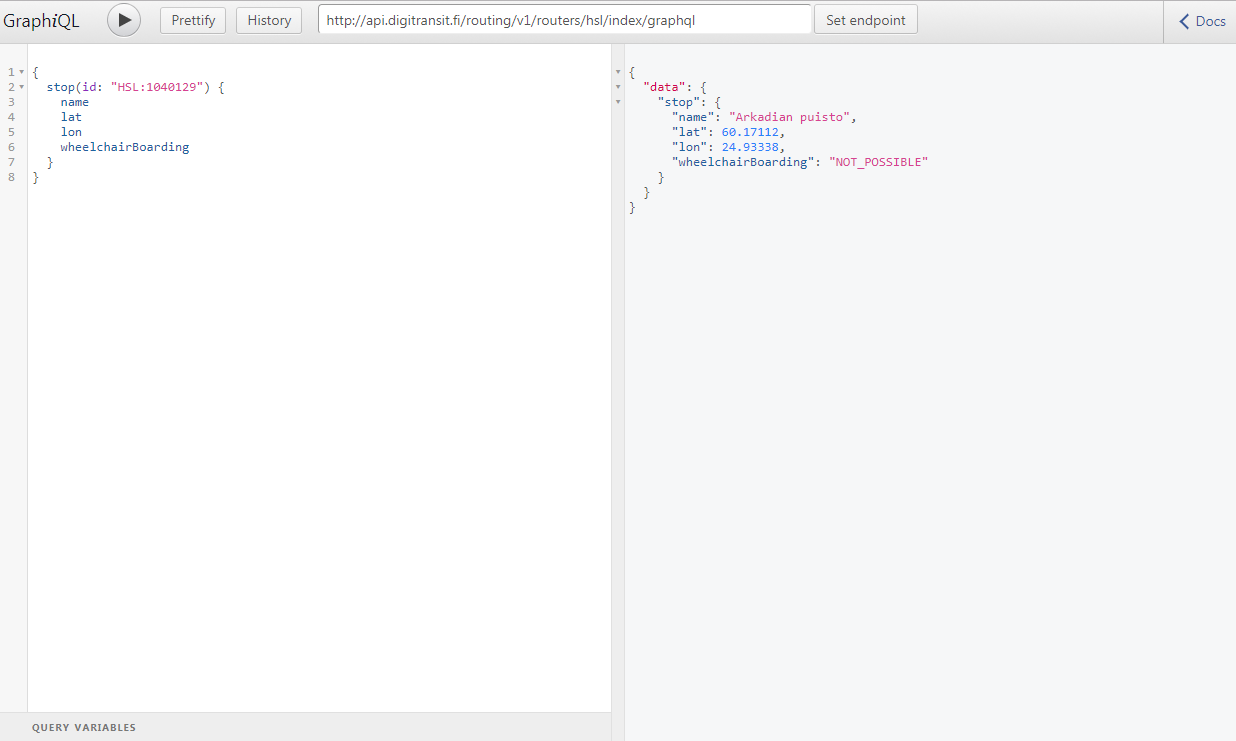 GraphiQL Prettify History http://api.digitransit.fi/routing/v1/routers/hsl/index/graphql Set endpoint Docs
1 {
2 stop(id: "HSL:1040129") {
3 name
4 lat
5 lon
6 wheelchairBoarding
7 }
8 }
{
"data": {
"stop": {
"name": "Arkadian puisto",
"lat": 60.17112,
"lon": 24.93338,
"wheelchairBoarding": "NOT_POSSIBLE"
}
}
}
QUERY VARIABLES